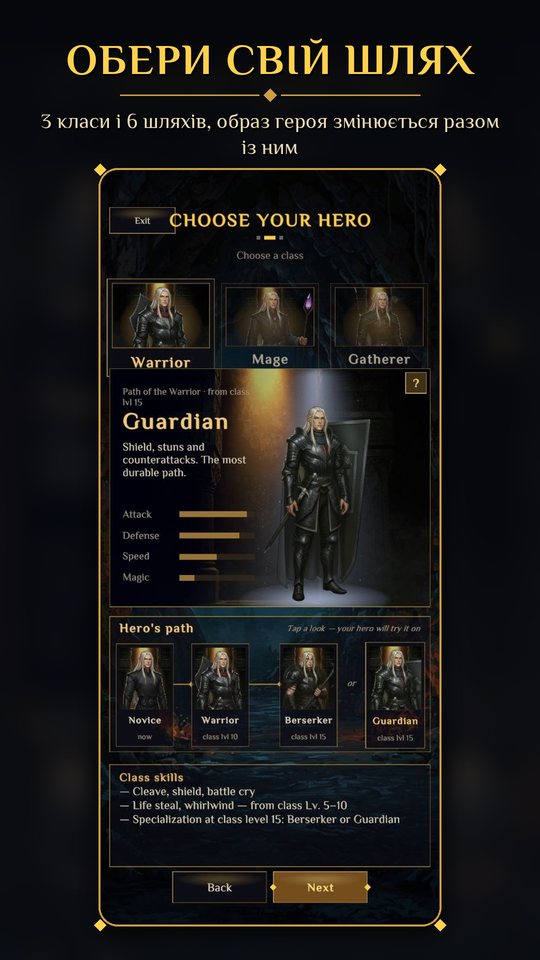 ОБЕРИ СВІЙ ШЛЯХ
3 класи і 6 шляхів, образ героя змінюється разом
із ним
Exit
CHOOSE YOUR HERO
Choose a class
Warrior
Mage
Gatherer
Path of the Warrior · from class
lvl 15
?
Guardian
Shield, stuns and
counterattacks. The most
durable path.
Attack
Defense
Speed
Magic
Hero's path
Tap a look — your hero will try it on
Novice
now
Warrior
class lvl 10
Berserker
class lvl 15
or
Guardian
class lvl 15
Class skills
— Cleave, shield, battle cry
— Life steal, whirlwind — from class Lv. 5–10
— Specialization at class level 15: Berserker or Guardian
Back
Next